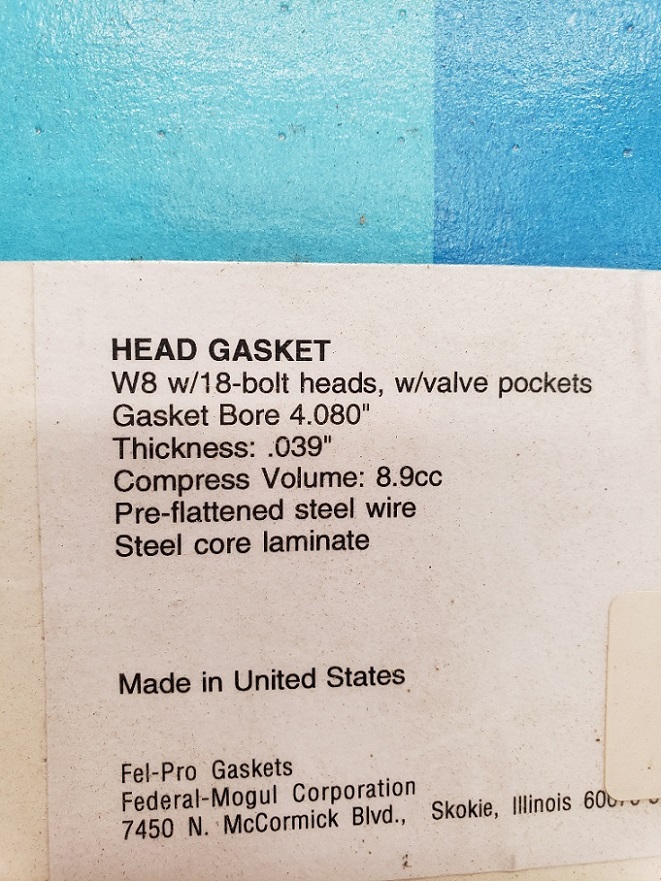 HEAD GASKET
W8 w/18-bolt heads, w/valve pockets
Gasket Bore 4.080"
Thickness: .039"
Compress Volume: 8.9cc
Pre-flattened steel wire
Steel core laminate
Made in United States
Fel-Pro Gaskets
Federal-Mogul Corporation
7450 N. McCormick Blvd., Skokie, Illinois